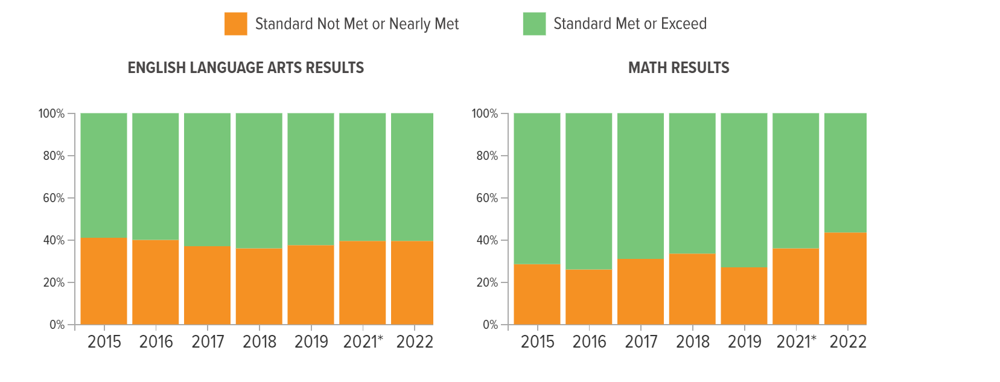 Standard Not Met or Nearly Met
Standard Met or Exceed
ENGLISH LANGUAGE ARTS RESULTS
100%
80%
60%
40%
20%
0%
2015 2016 2017 2018 2019 2021* 2022
MATH RESULTS
100%
80%
60%
40%
20%
0%
2015 2016 2017 2018 2019 2021* 2022